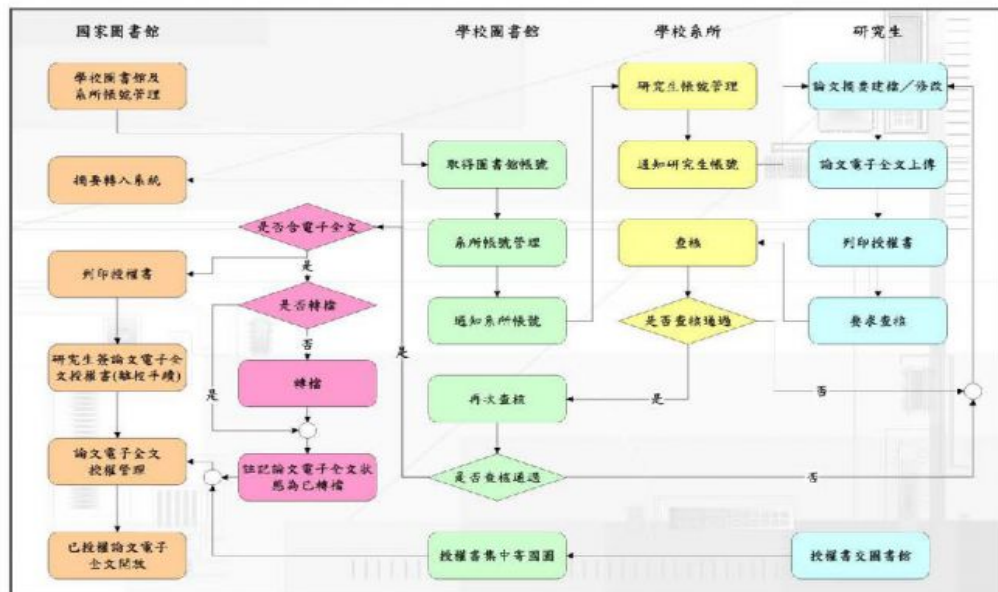 國家圖書館
學校圖書館
學校系所
研究生
學校圖書館及
系所帳號管理
摘要轉入系統
列印授權書
研究生簽論文電子全
文授權書(離校手續)
論文電子全文
授權管理
已授權論文電子
全文開放
是否含電子全文
是
是否轉檔
否
是
轉檔
註記論文電子全文狀
態為已轉檔
取得圖書館帳號
系所帳號管理
通知系所帳號
是
再次查核
是否查核通過
授權書集中寄國圖
研究生帳號管理
通知研究生帳號
查核
是否查核通過
是
否
否
論文摘要建檔／修改
論文電子全文上傳
列印授權書
要求查核
授權書交圖書館